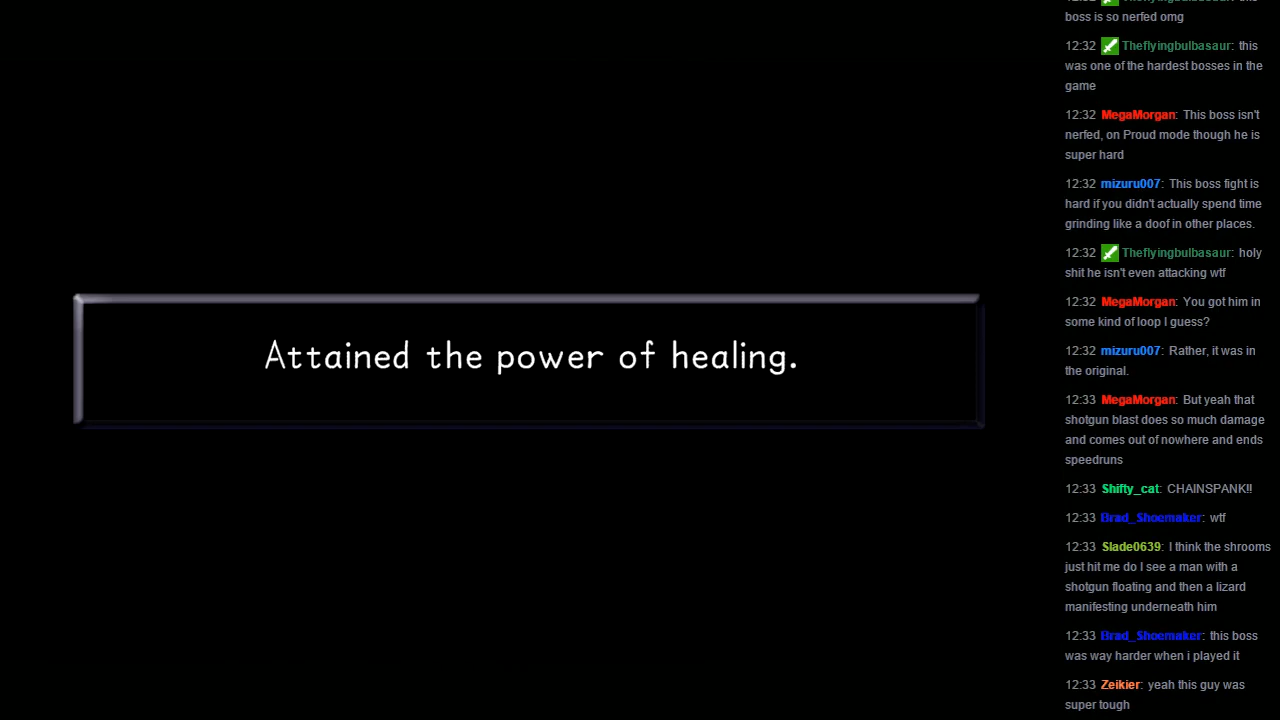 Attained the power of healing.
boss is so nerfed omg
12:32 Theflyingbulbasaur: this
was one of the hardest bosses in the
game
12:32 MegaMorgan: This boss isn't
nerfed, on Proud mode though he is
super hard
12:32 mizuru007: This boss fight is
hard if you didn't actually spend time
grinding like a doof in other places.
12:32 Theflyingbulbasaur: holy
shit he isn't even attacking wtf
12:32 MegaMorgan: You got him in
some kind of loop I guess?
12:32 mizuru007: Rather, it was in
the original.
12:33 MegaMorgan: But yeah that
shotgun blast does so much damage
and comes out of nowhere and ends
speedruns
12:33 Shifty_cat: CHAINSPANK!!
12:33 Brad_Shoemaker: wtf
12:33 Slade0639: I think the shrooms
just hit me do I see a man with a
shotgun floating and then a lizard
manifesting underneath him
12:33 Brad_Shoemaker: this boss
was way harder when i played it
12:33 Zeikier: yeah this guy was
super tough